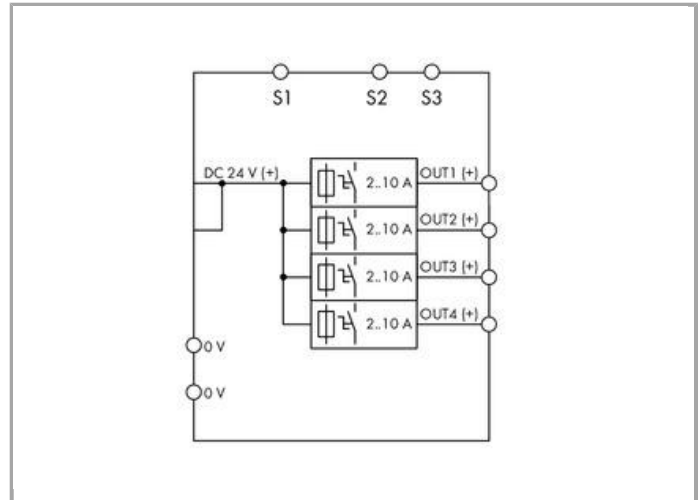 S1 S2 S3
DC 24 V (+) 2..10 A OUT1 (+)
2..10 A OUT2 (+)
2..10 A OUT3 (+)
2..10 A OUT4 (+)
0 V
0 V